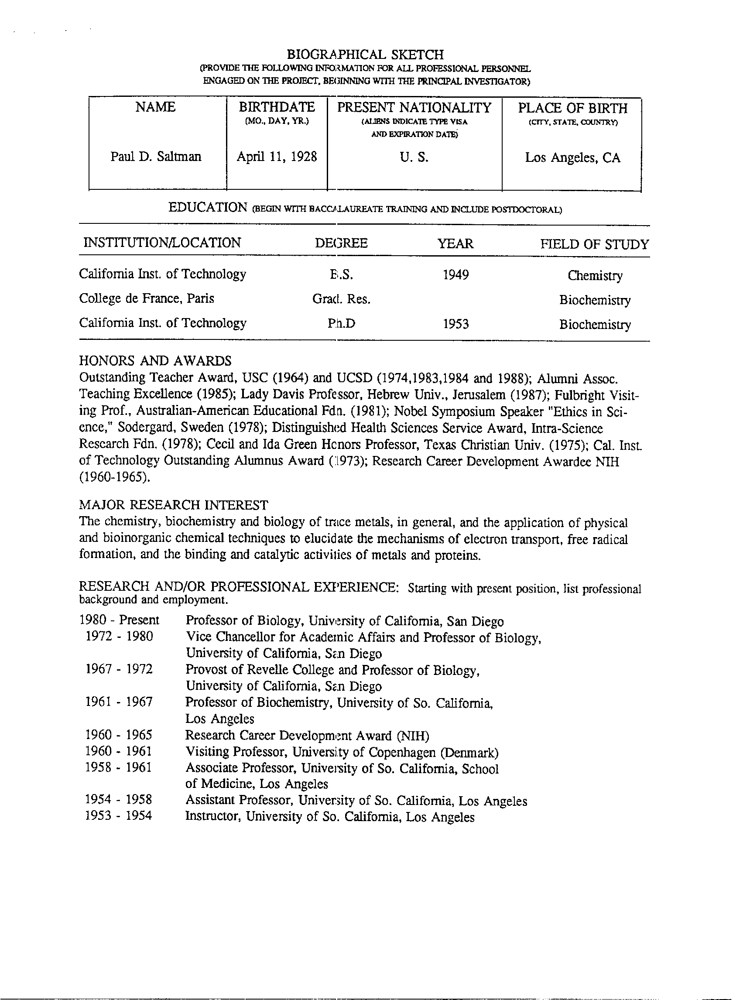 BIOGRAPHICAL SKETCH
(PROVIDE THE FOLLOWING INFORMATION FOR ALL PROFESSIONAL PERSONNEL
ENGAGED ON THE PROJECT, BEGINNING WITH THE PRINCIPAL INVESTIGATOR)
NAME BIRTHDATE PRESENT NATIONALITY PLACE OF BIRTH
(MO., DAY, YR.) (ALIENS INDICATE TYPE VISA (CITY, STATE, COUNTRY)
AND EXPIRATION DATE)
Paul D. Saltman April 11, 1928 U. S. Los Angeles, CA
EDUCATION (BEGIN WITH BACCALAUREATE TRAINING AND INCLUDE POSTDOCTORAL)
INSTITUTION/LOCATION DEGREE YEAR FIELD OF STUDY
California Inst. of Technology B.S. 1949 Chemistry
College de France, Paris Grad. Res. Biochemistry
California Inst. of Technology Ph.D 1953 Biochemistry
HONORS AND AWARDS
Outstanding Teacher Award, USC (1964) and UCSD (1974,1983,1984 and 1988); Alumni Assoc.
Teaching Excellence (1985); Lady Davis Professor, Hebrew Univ., Jerusalem (1987); Fulbright Visit-
ing Prof., Australian-American Educational Fdn. (1981); Nobel Symposium Speaker "Ethics in Sci-
ence," Sodergard, Sweden (1978); Distinguished Health Sciences Service Award, Intra-Science
Research Fdn. (1978); Cecil and Ida Green Honors Professor, Texas Christian Univ. (1975); Cal. Inst.
of Technology Outstanding Alumnus Award (1973); Research Career Development Awardee NIH
(1960-1965).
MAJOR RESEARCH INTEREST
The chemistry, biochemistry and biology of trace metals, in general, and the application of physical
and bioinorganic chemical techniques to elucidate the mechanisms of electron transport, free radical
formation, and the binding and catalytic activities of metals and proteins.
RESEARCH AND/OR PROFESSIONAL EXPERIENCE: Starting with present position, list professional
background and employment.
1980 - Present Professor of Biology, University of California, San Diego
1972 - 1980 Vice Chancellor for Academic Affairs and Professor of Biology,
University of California, San Diego
1967 - 1972 Provost of Revelle College and Professor of Biology,
University of California, San Diego
1961 - 1967 Professor of Biochemistry, University of So. California,
Los Angeles
1960 - 1965 Research Career Development Award (NIH)
1960 - 1961 Visiting Professor, University of Copenhagen (Denmark)
1958 - 1961 Associate Professor, University of So. California, School
of Medicine, Los Angeles
1954 - 1958 Assistant Professor, University of So. California, Los Angeles
1953 - 1954 Instructor, University of So. California, Los Angeles